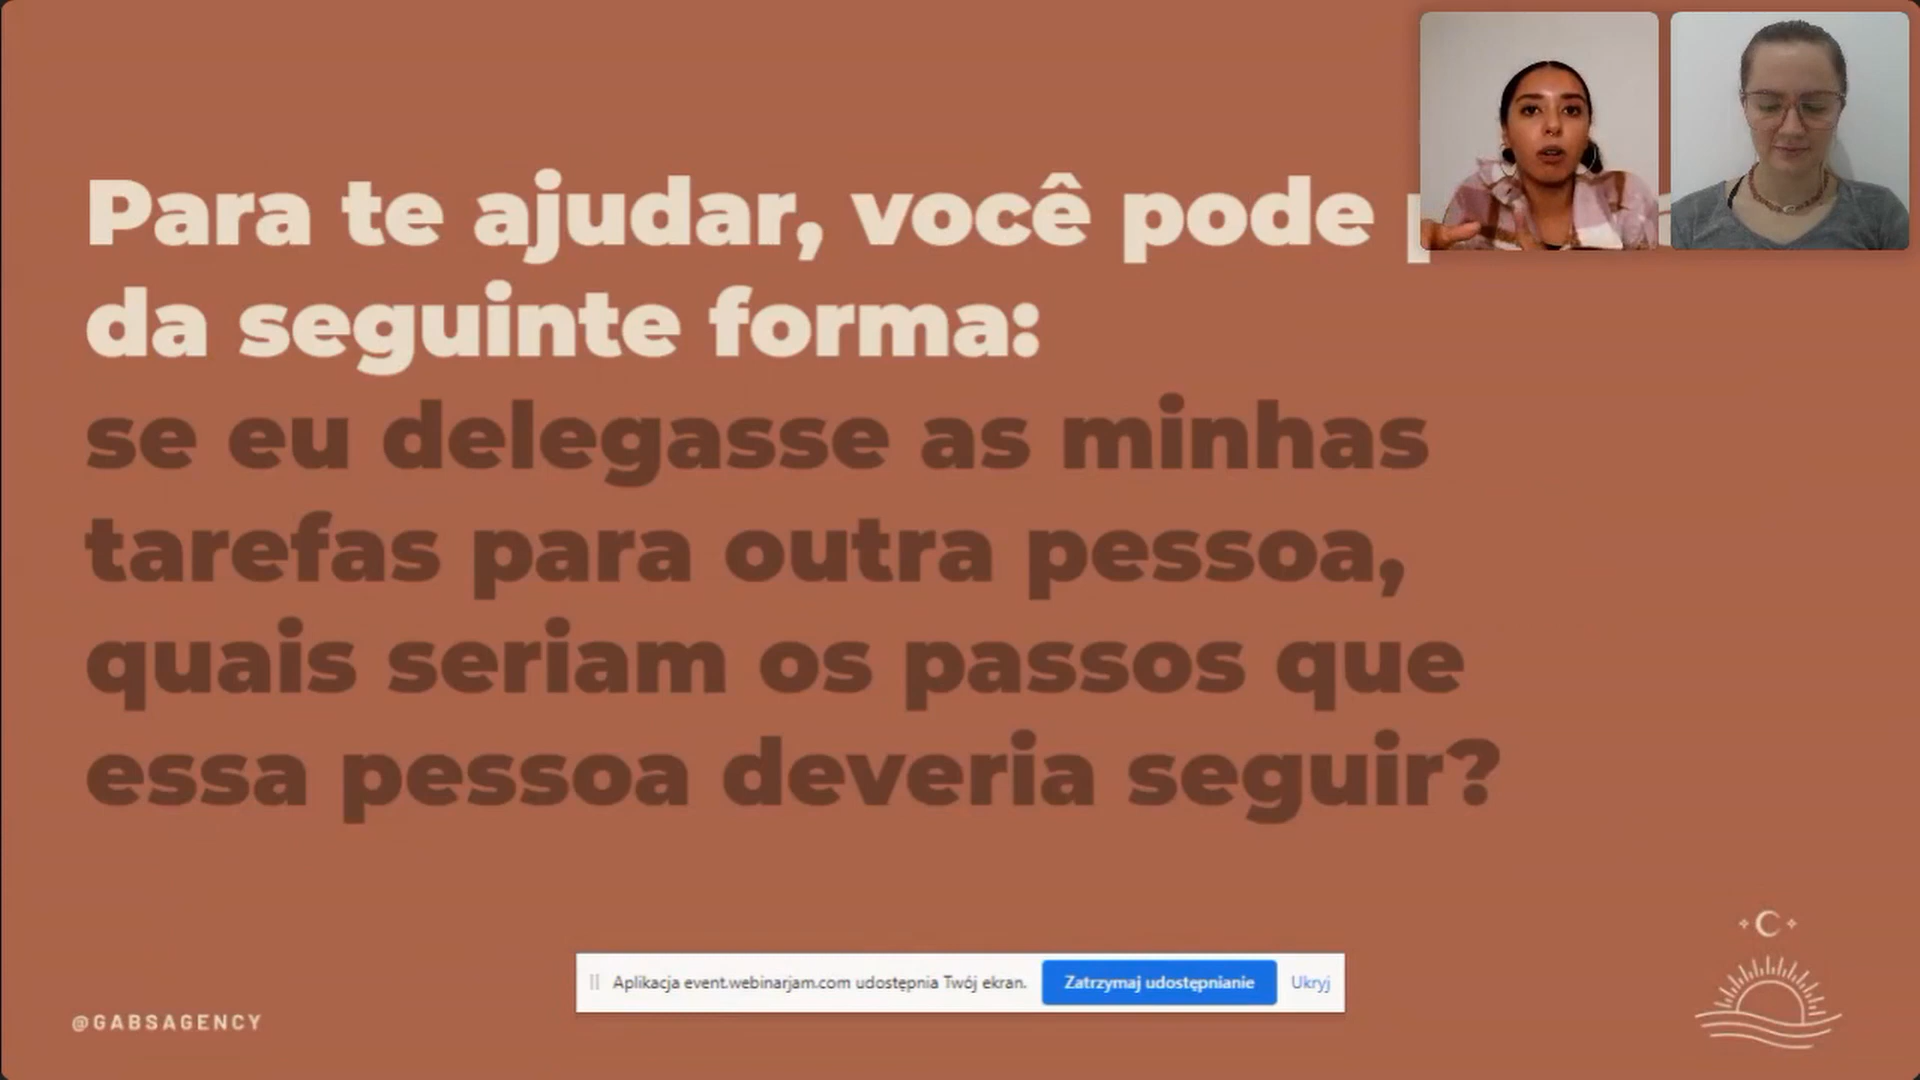 Para te ajudar, você pode
da seguinte forma:
se eu delegasse as minhas
tarefas para outra pessoa,
quais seriam os passos que
essa pessoa deveria seguir?
Aplikacja event.webinarjam.com udostępnia Twój ekran.
Zatrzymaj udostępnianie
Ukryj
@GABSAGENCY